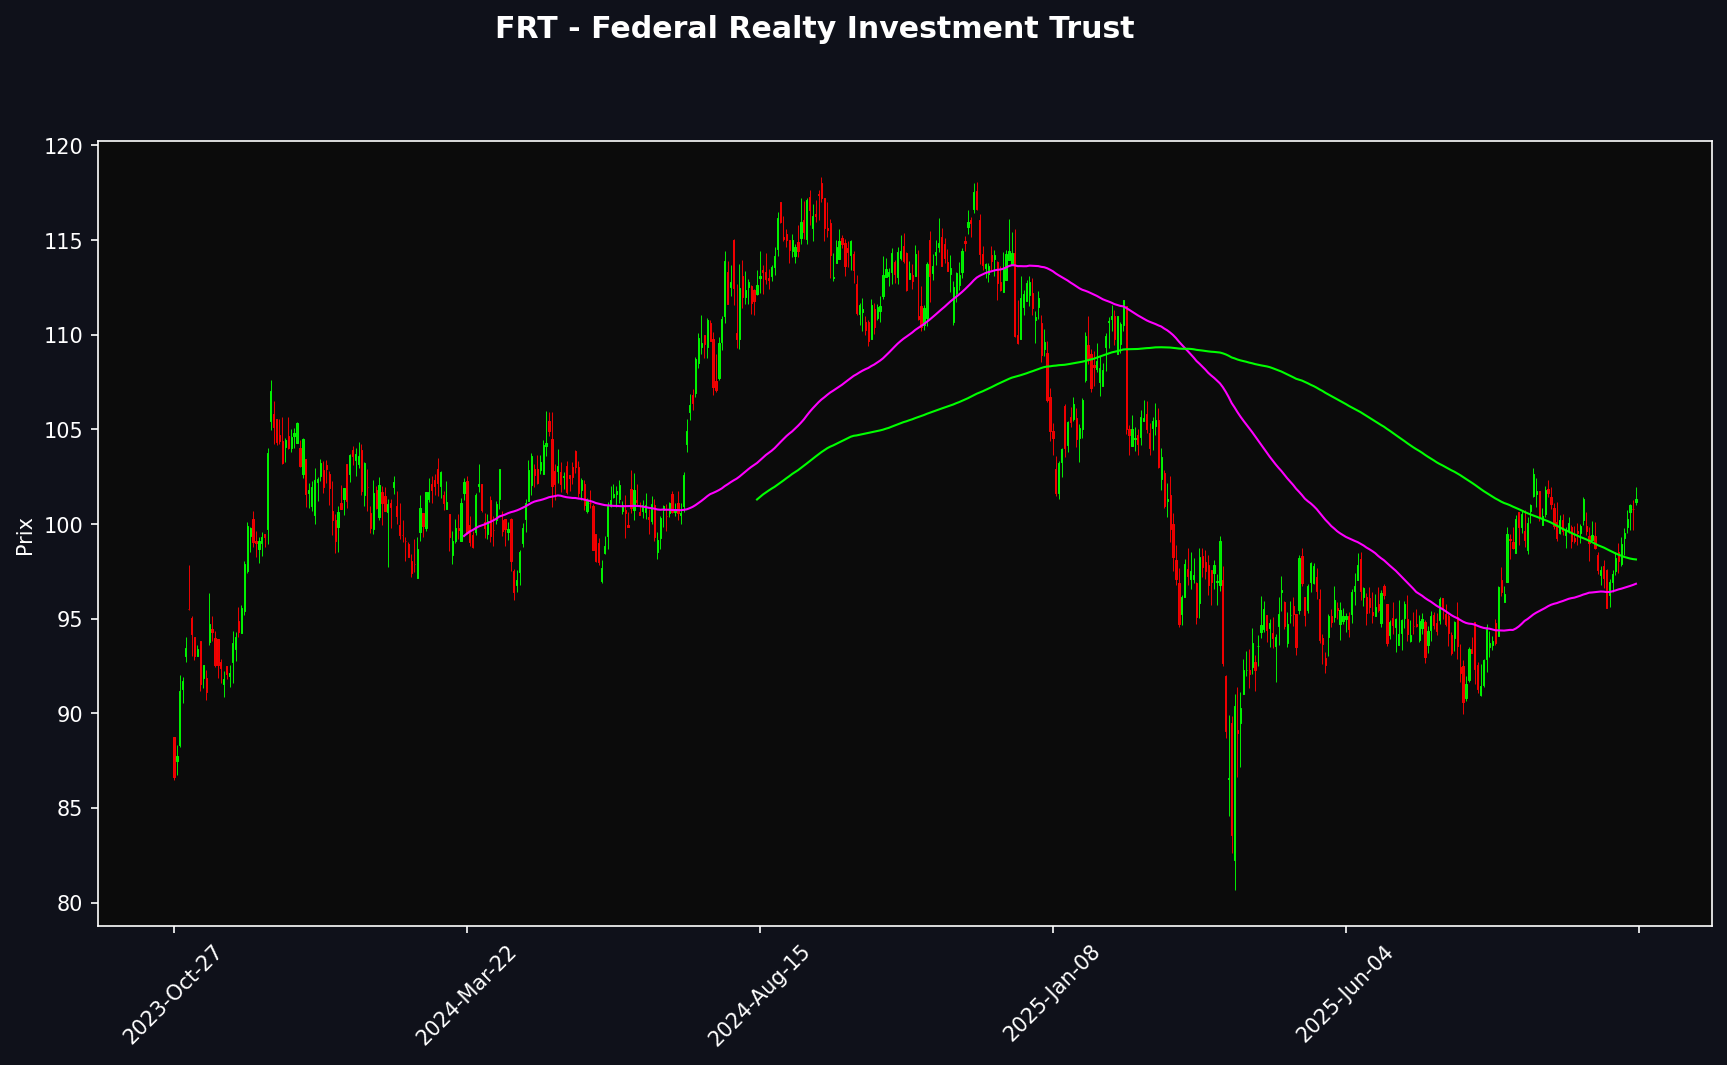 FRT - Federal Realty Investment Trust
120
115
110
105
100
95
90
85
80
Prix
2023-Oct-27
2024-Mar-22
2024-Aug-15
2025-Jan-08
2025-Jun-04